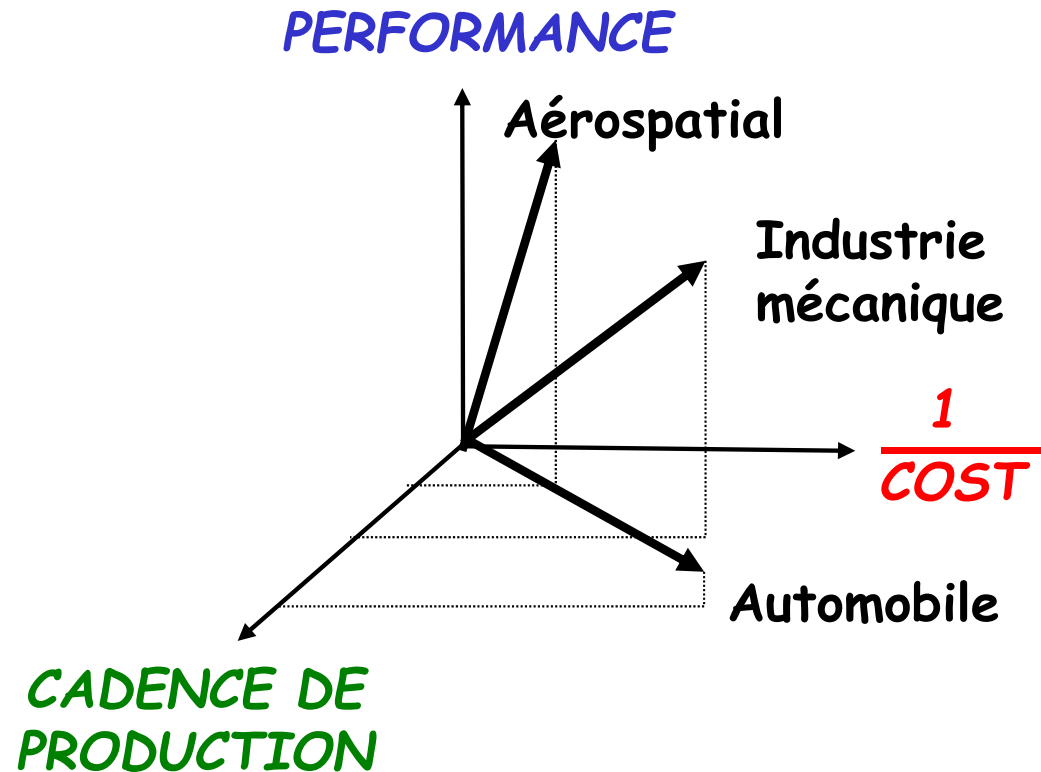 PERFORMANCE
Aérospatial
Industrie
mécanique
1
COST
Automobile
CADENCE DE
PRODUCTION